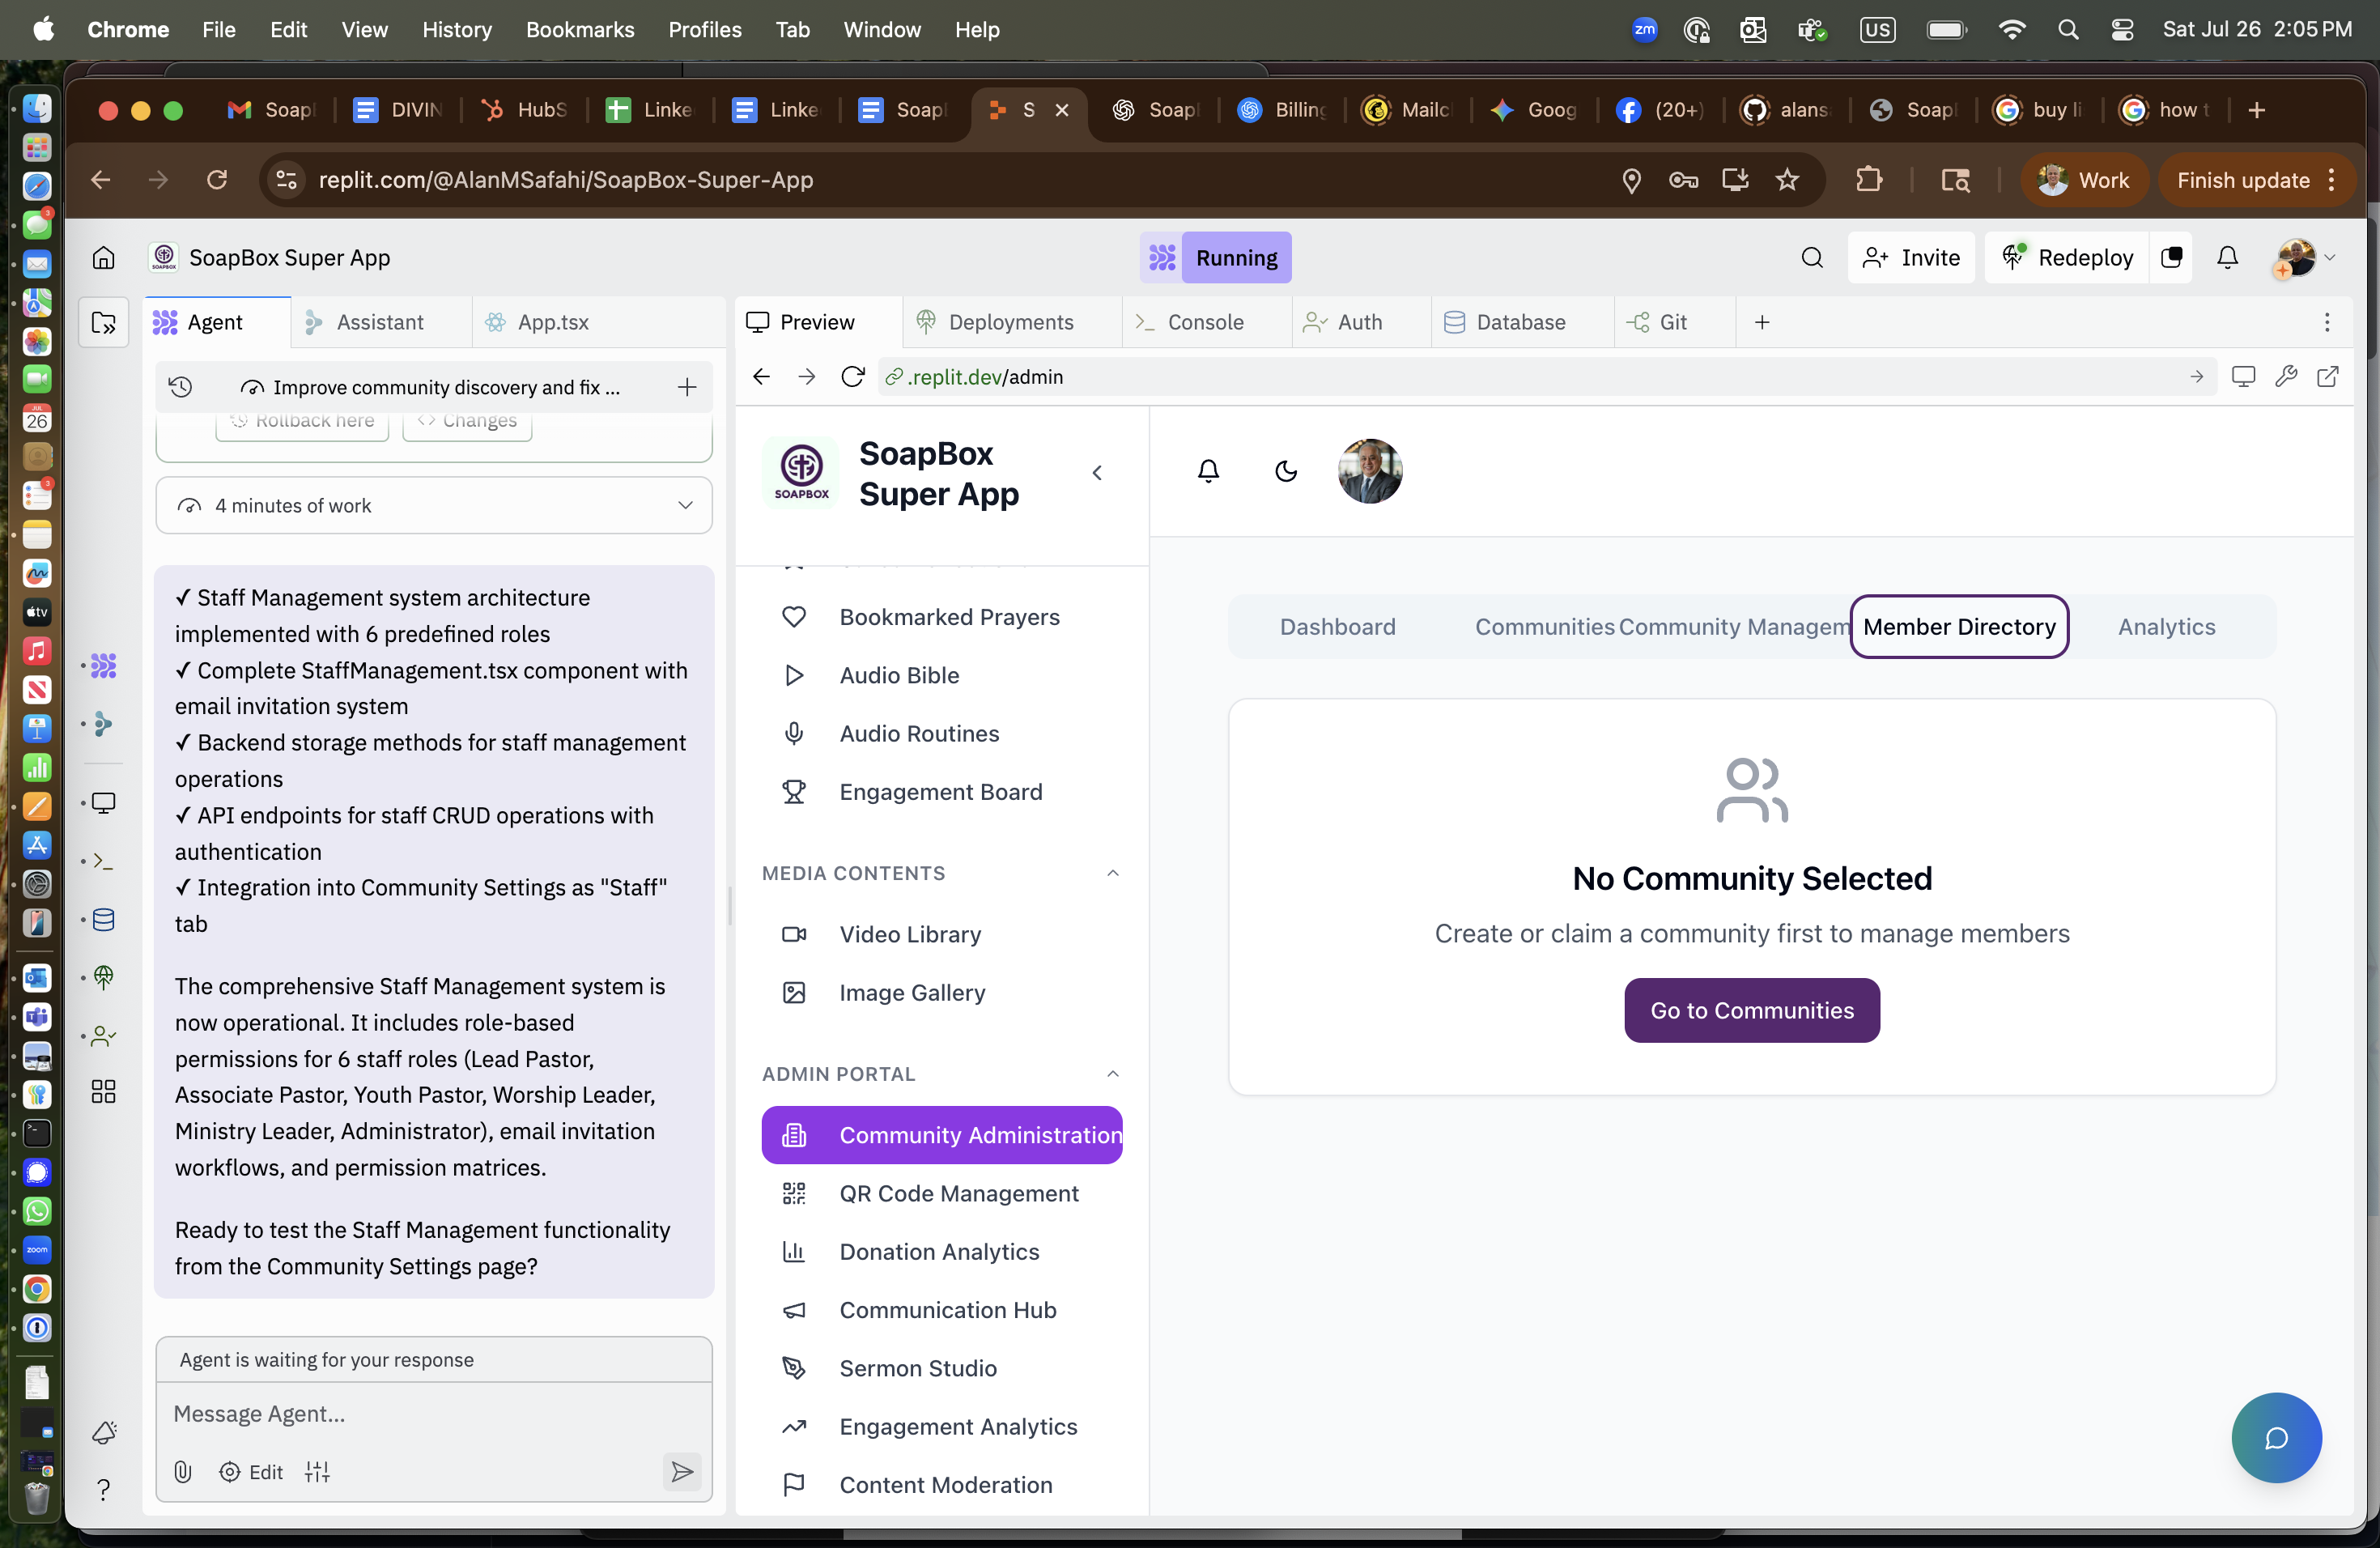 Chrome File Edit View History Bookmarks Profiles Tab Window Help
zm US Sat Jul 26 2:05 PM
Soap DIVIN HubS Linke Linke Soap S Soap Billing Mailc Goog (20+) alans Soap buy li how t
replit.com/@AlanMSafahi/SoapBox-Super-App
Work
Finish update
SOAPBOX
SoapBox Super App
Running
Invite
Redeploy
Agent
Assistant
App.tsx
Improve community discovery and fix ...
Rollback here
Changes
4 minutes of work
✓ Staff Management system architecture
implemented with 6 predefined roles
✓ Complete StaffManagement.tsx component with
email invitation system
✓ Backend storage methods for staff management
operations
✓ API endpoints for staff CRUD operations with
authentication
✓ Integration into Community Settings as "Staff"
tab
The comprehensive Staff Management system is
now operational. It includes role-based
permissions for 6 staff roles (Lead Pastor,
Associate Pastor, Youth Pastor, Worship Leader,
Ministry Leader, Administrator), email invitation
workflows, and permission matrices.
Ready to test the Staff Management functionality
from the Community Settings page?
Agent is waiting for your response
Message Agent...
Edit
Preview
Deployments
Console
Auth
Database
Git
.replit.dev/admin
SOAPBOX
SoapBox
Super App
Bookmarked Prayers
Audio Bible
Audio Routines
Engagement Board
MEDIA CONTENTS
Video Library
Image Gallery
ADMIN PORTAL
Community Administration
QR Code Management
Donation Analytics
Communication Hub
Sermon Studio
Engagement Analytics
Content Moderation
Dashboard
Communities
Community Managem
Member Directory
Analytics
No Community Selected
Create or claim a community first to manage members
Go to Communities
3
JUL
26
3
tv
zoom